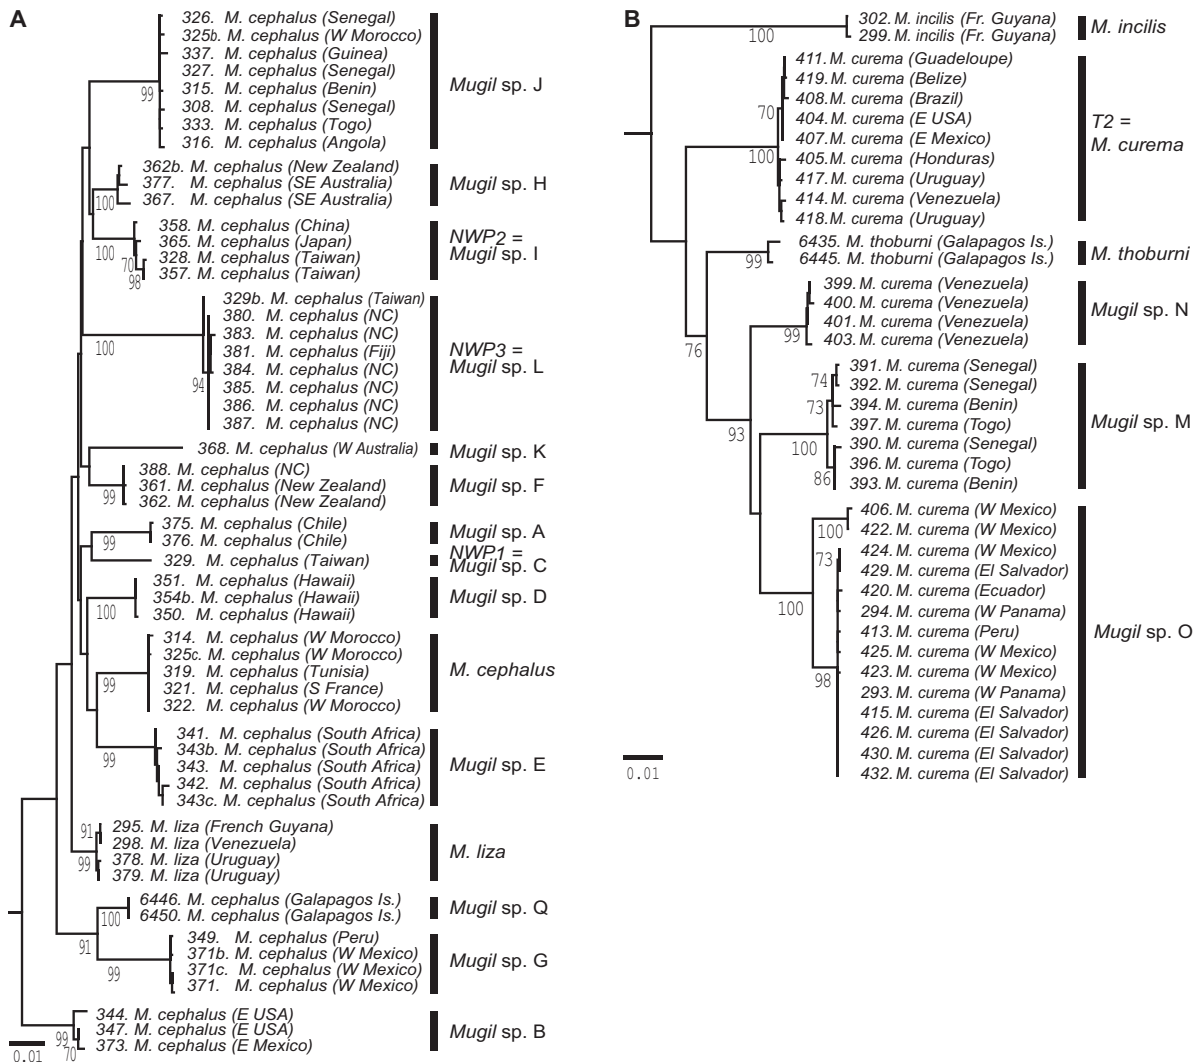 A
326. M. cephalus (Senegal)
325b. M. cephalus (W Morocco)
337. M. cephalus (Guinea)
327. M. cephalus (Senegal)
315. M. cephalus (Benin)
308. M. cephalus (Senegal)
333. M. cephalus (Togo)
316. M. cephalus (Angola)
99
Mugil sp. J
362b. M. cephalus (New Zealand)
377. M. cephalus (SE Australia)
367. M. cephalus (SE Australia)
100
Mugil sp. H
358. M. cephalus (China)
365. M. cephalus (Japan)
328. M. cephalus (Taiwan)
357. M. cephalus (Taiwan)
100
70
98
NWP2 =
Mugil sp. I
329b. M. cephalus (Taiwan)
380. M. cephalus (NC)
383. M. cephalus (NC)
381. M. cephalus (Fiji)
384. M. cephalus (NC)
385. M. cephalus (NC)
386. M. cephalus (NC)
387. M. cephalus (NC)
100
94
NWP3 =
Mugil sp. L
368. M. cephalus (W Australia)
Mugil sp. K
388. M. cephalus (NC)
361. M. cephalus (New Zealand)
362. M. cephalus (New Zealand)
99
Mugil sp. F
375. M. cephalus (Chile)
376. M. cephalus (Chile)
99
Mugil sp. A
329. M. cephalus (Taiwan)
NWP1 =
Mugil sp. C
351. M. cephalus (Hawaii)
354b. M. cephalus (Hawaii)
350. M. cephalus (Hawaii)
100
Mugil sp. D
314. M. cephalus (W Morocco)
325c. M. cephalus (W Morocco)
319. M. cephalus (Tunisia)
321. M. cephalus (S France)
322. M. cephalus (W Morocco)
99
M. cephalus
341. M. cephalus (South Africa)
343b. M. cephalus (South Africa)
343. M. cephalus (South Africa)
342. M. cephalus (South Africa)
343c. M. cephalus (South Africa)
99
Mugil sp. E
295. M. liza (French Guyana)
298. M. liza (Venezuela)
378. M. liza (Uruguay)
379. M. liza (Uruguay)
91
99
M. liza
6446. M. cephalus (Galapagos Is.)
6450. M. cephalus (Galapagos Is.)
100
Mugil sp. Q
91
349. M. cephalus (Peru)
371b. M. cephalus (W Mexico)
371c. M. cephalus (W Mexico)
371. M. cephalus (W Mexico)
99
Mugil sp. G
344. M. cephalus (E USA)
347. M. cephalus (E USA)
373. M. cephalus (E Mexico)
99
70
Mugil sp. B
0.01
B
302. M. incilis (Fr. Guyana)
299. M. incilis (Fr. Guyana)
100
M. incilis
411. M. curema (Guadeloupe)
419. M. curema (Belize)
408. M. curema (Brazil)
404. M. curema (E USA)
407. M. curema (E Mexico)
405. M. curema (Honduras)
417. M. curema (Uruguay)
414. M. curema (Venezuela)
418. M. curema (Uruguay)
70
100
T2 =
M. curema
6435. M. thoburni (Galapagos Is.)
6445. M. thoburni (Galapagos Is.)
99
M. thoburni
76
399. M. curema (Venezuela)
400. M. curema (Venezuela)
401. M. curema (Venezuela)
403. M. curema (Venezuela)
99
Mugil sp. N
93
391. M. curema (Senegal)
392. M. curema (Senegal)
394. M. curema (Benin)
397. M. curema (Togo)
390. M. curema (Senegal)
396. M. curema (Togo)
393. M. curema (Benin)
74
73
100
86
Mugil sp. M
406. M. curema (W Mexico)
422. M. curema (W Mexico)
424. M. curema (W Mexico)
429. M. curema (El Salvador)
420. M. curema (Ecuador)
294. M. curema (W Panama)
413. M. curema (Peru)
425. M. curema (W Mexico)
423. M. curema (W Mexico)
293. M. curema (W Panama)
415. M. curema (El Salvador)
426. M. curema (El Salvador)
430. M. curema (El Salvador)
432. M. curema (El Salvador)
100
73
100
98
Mugil sp. O
0.01